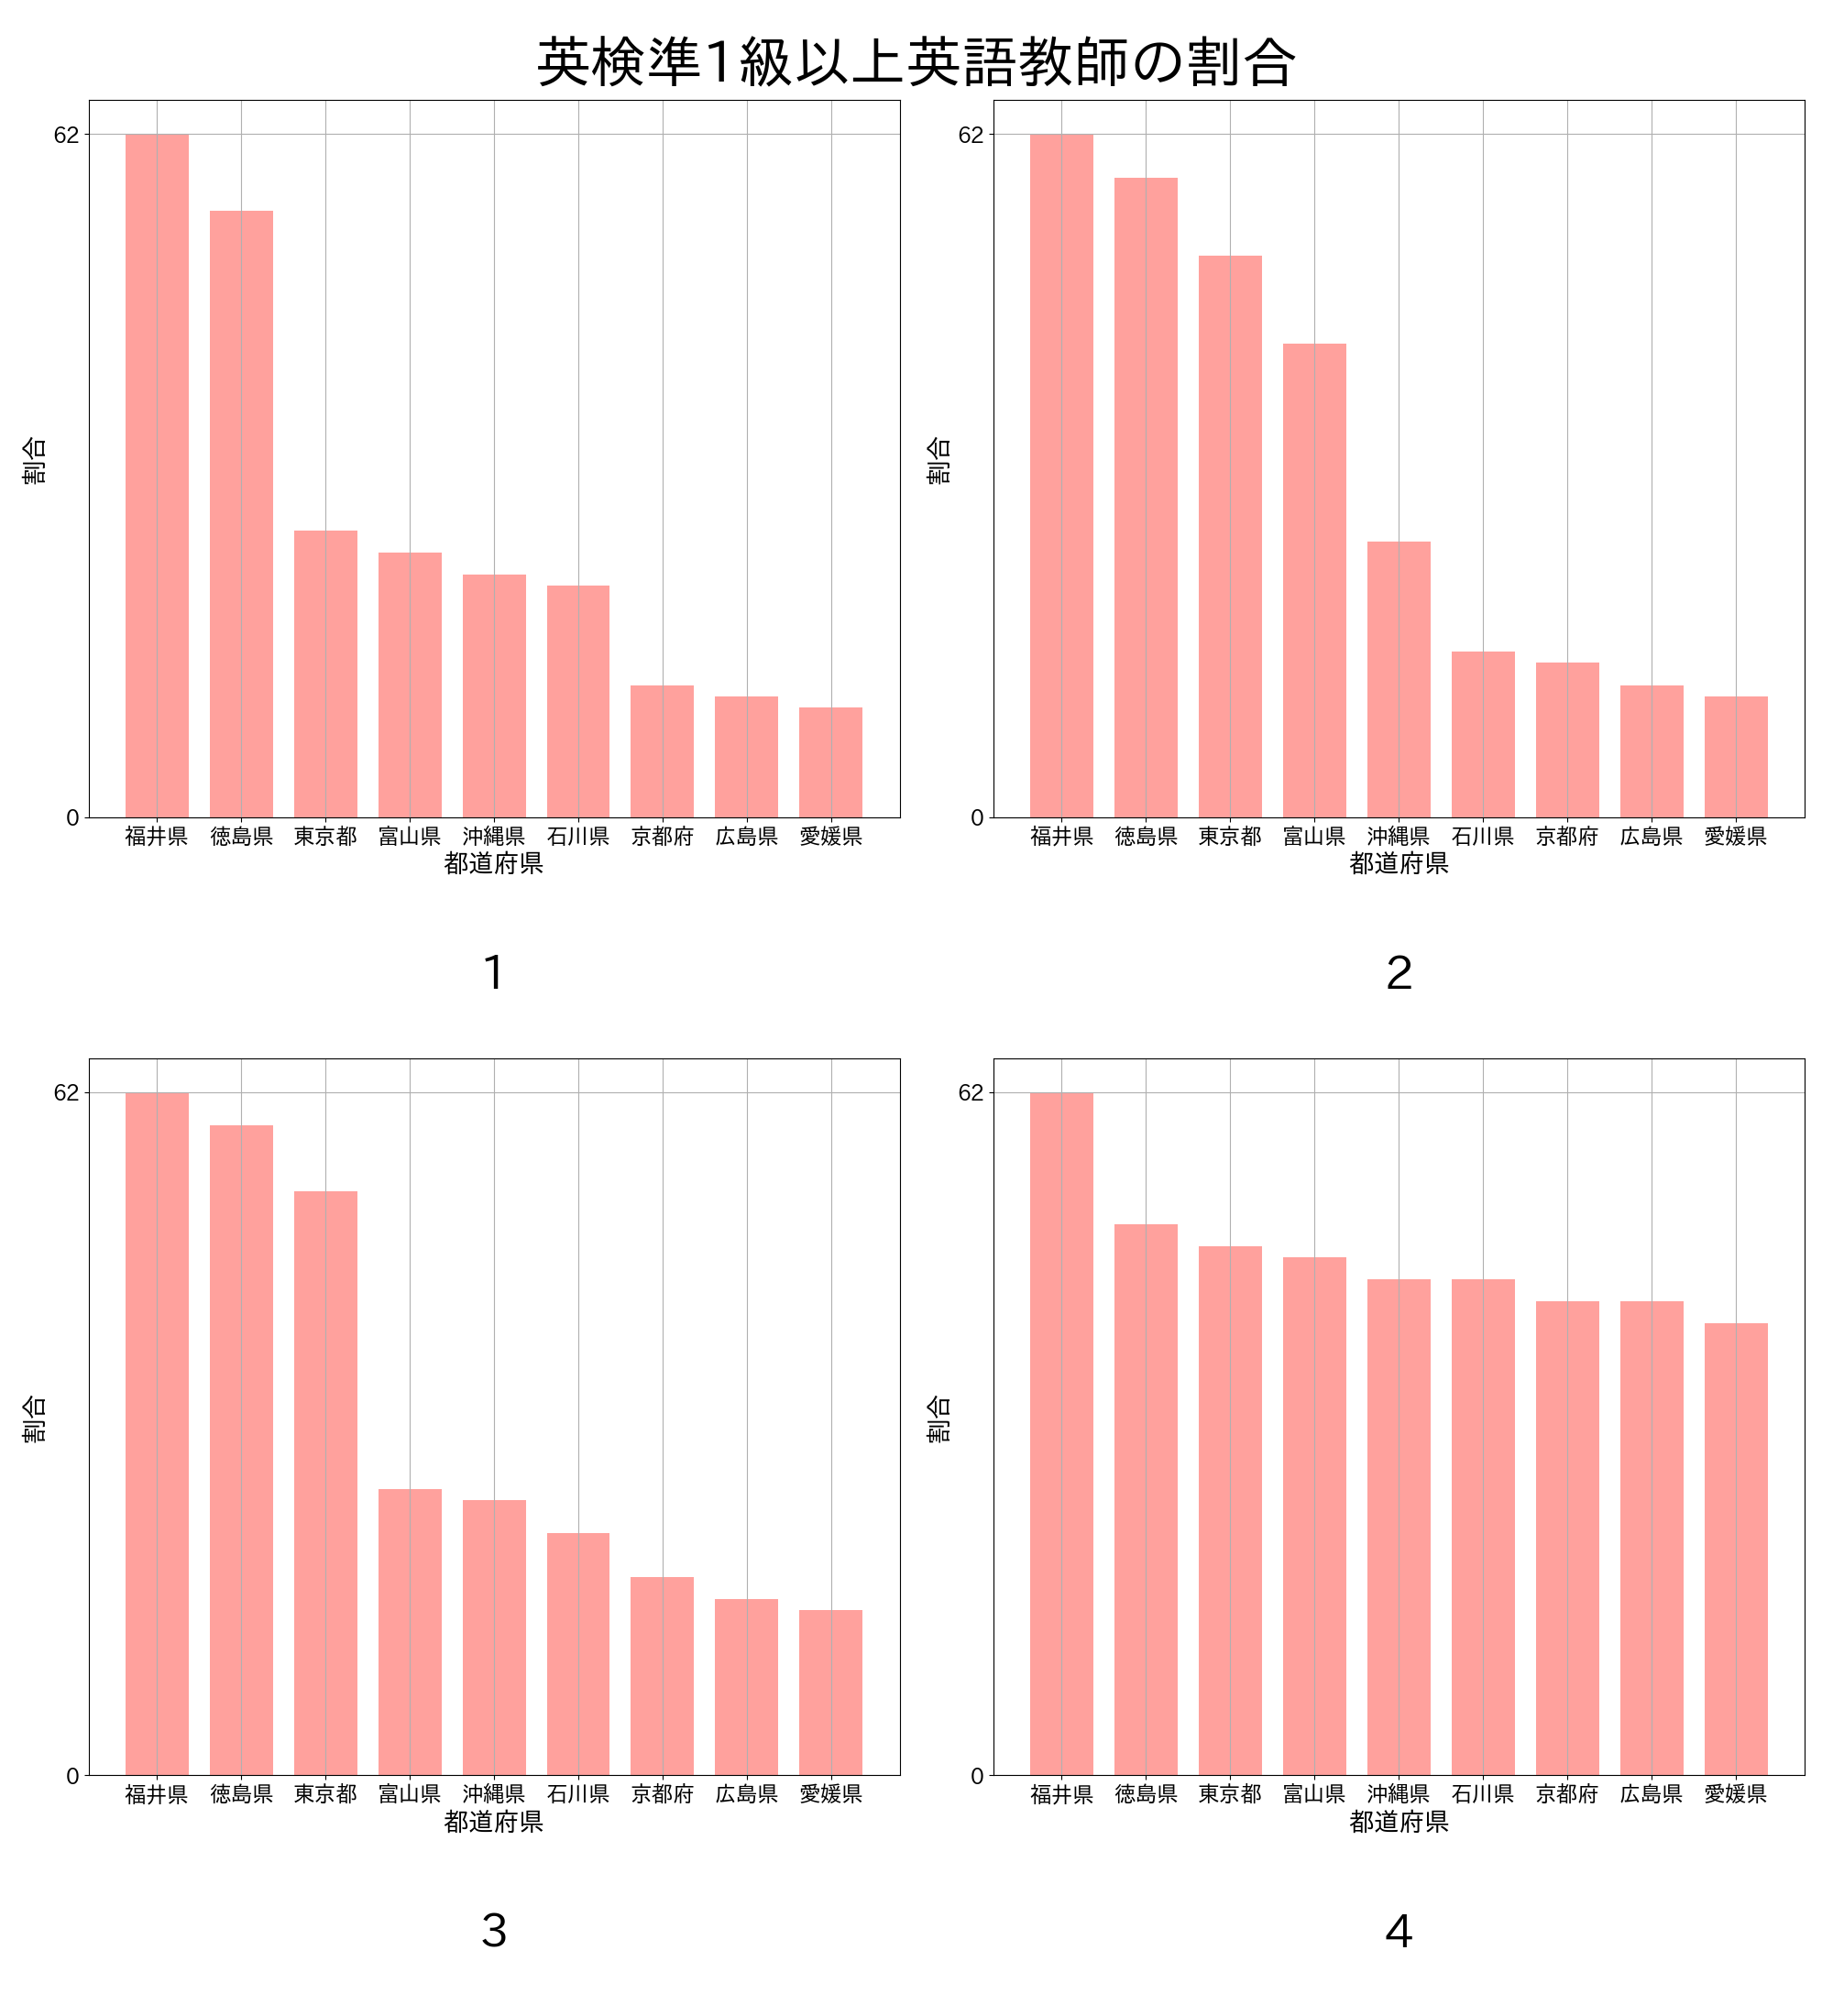 英検準1級以上英語教師の割合
62
0
割合
福井県 徳島県 東京都 富山県 沖縄県 石川県 京都府 広島県 愛媛県
都道府県
1
62
0
割合
福井県 徳島県 東京都 富山県 沖縄県 石川県 京都府 広島県 愛媛県
都道府県
2
62
0
割合
福井県 徳島県 東京都 富山県 沖縄県 石川県 京都府 広島県 愛媛県
都道府県
3
62
0
割合
福井県 徳島県 東京都 富山県 沖縄県 石川県 京都府 広島県 愛媛県
都道府県
4